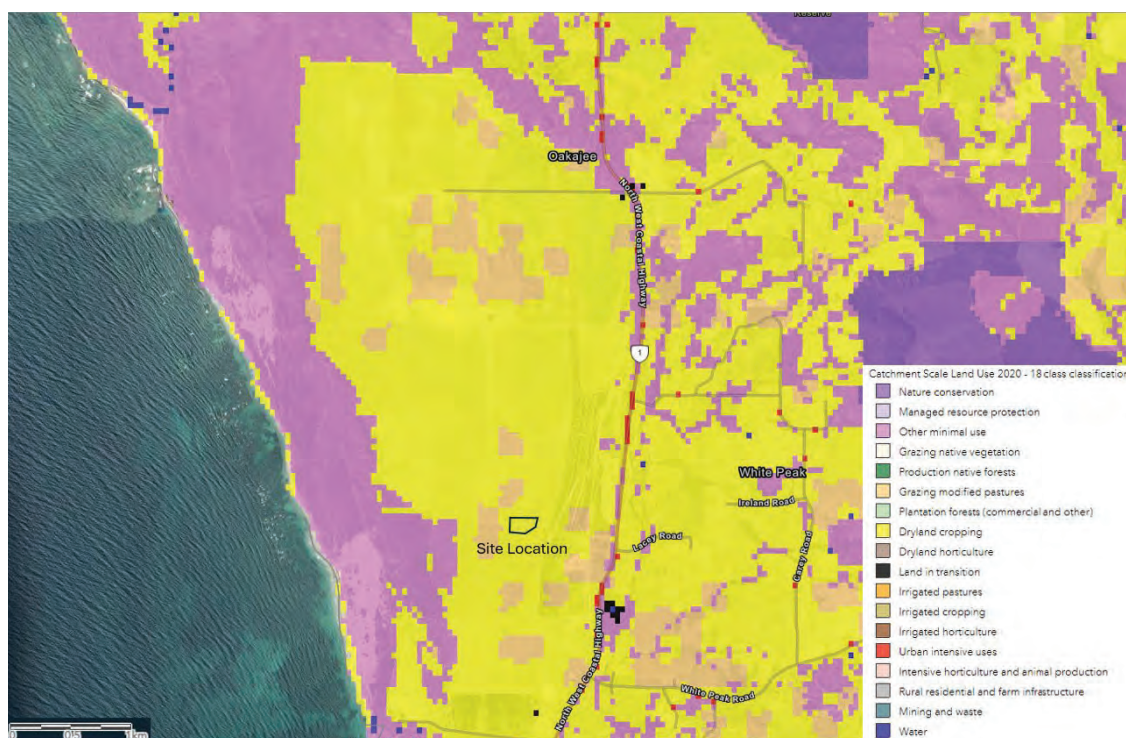 Reserve
Oakajee
North West Coastal Highway
1
White Peak
Ireland Road
Site Location
Lacey Road
Carey Road
North West Coastal Highway
White Peak Road
0 0.5 1km
Catchment Scale Land Use 2020 - 18 class classification
Nature conservation
Managed resource protection
Other minimal use
Grazing native vegetation
Production native forests
Grazing modified pastures
Plantation forests (commercial and other)
Dryland cropping
Dryland horticulture
Land in transition
Irrigated pastures
Irrigated cropping
Irrigated horticulture
Urban intensive uses
Intensive horticulture and animal production
Rural residential and farm infrastructure
Mining and waste
Water